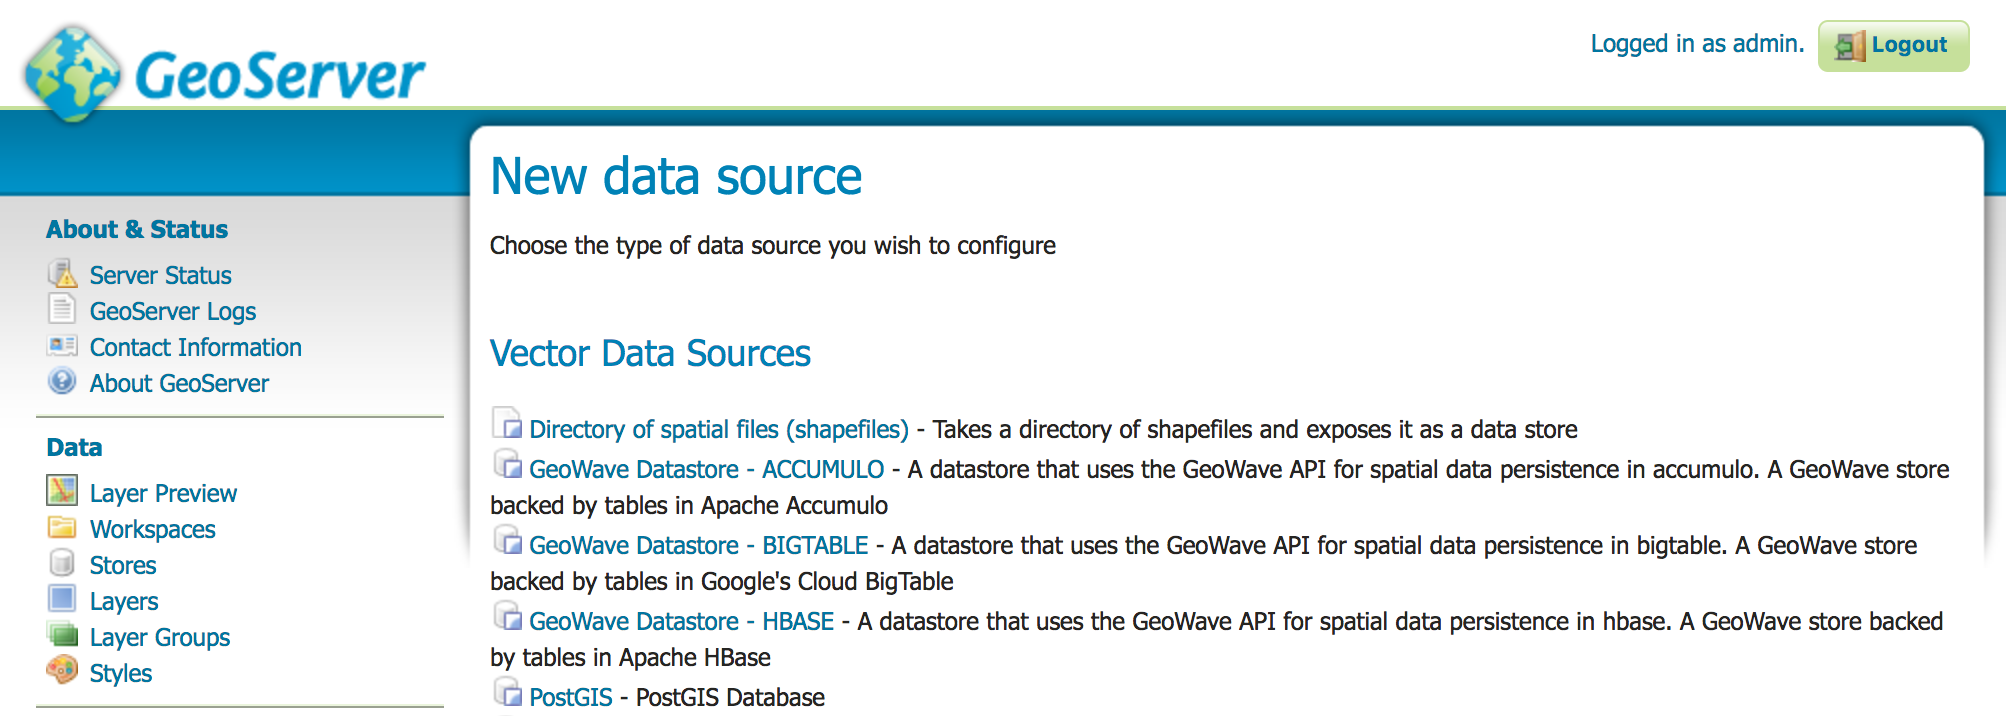 GeoServer
Logged in as admin.
Logout
About & Status
Server Status
GeoServer Logs
Contact Information
About GeoServer
Data
Layer Preview
Workspaces
Stores
Layers
Layer Groups
Styles
New data source
Choose the type of data source you wish to configure
Vector Data Sources
Directory of spatial files (shapefiles) - Takes a directory of shapefiles and exposes it as a data store
GeoWave Datastore - ACCUMULO - A datastore that uses the GeoWave API for spatial data persistence in accumulo. A GeoWave store
backed by tables in Apache Accumulo
GeoWave Datastore - BIGTABLE - A datastore that uses the GeoWave API for spatial data persistence in bigtable. A GeoWave store
backed by tables in Google's Cloud BigTable
GeoWave Datastore - HBASE - A datastore that uses the GeoWave API for spatial data persistence in hbase. A GeoWave store backed
by tables in Apache HBase
PostGIS - PostGIS Database